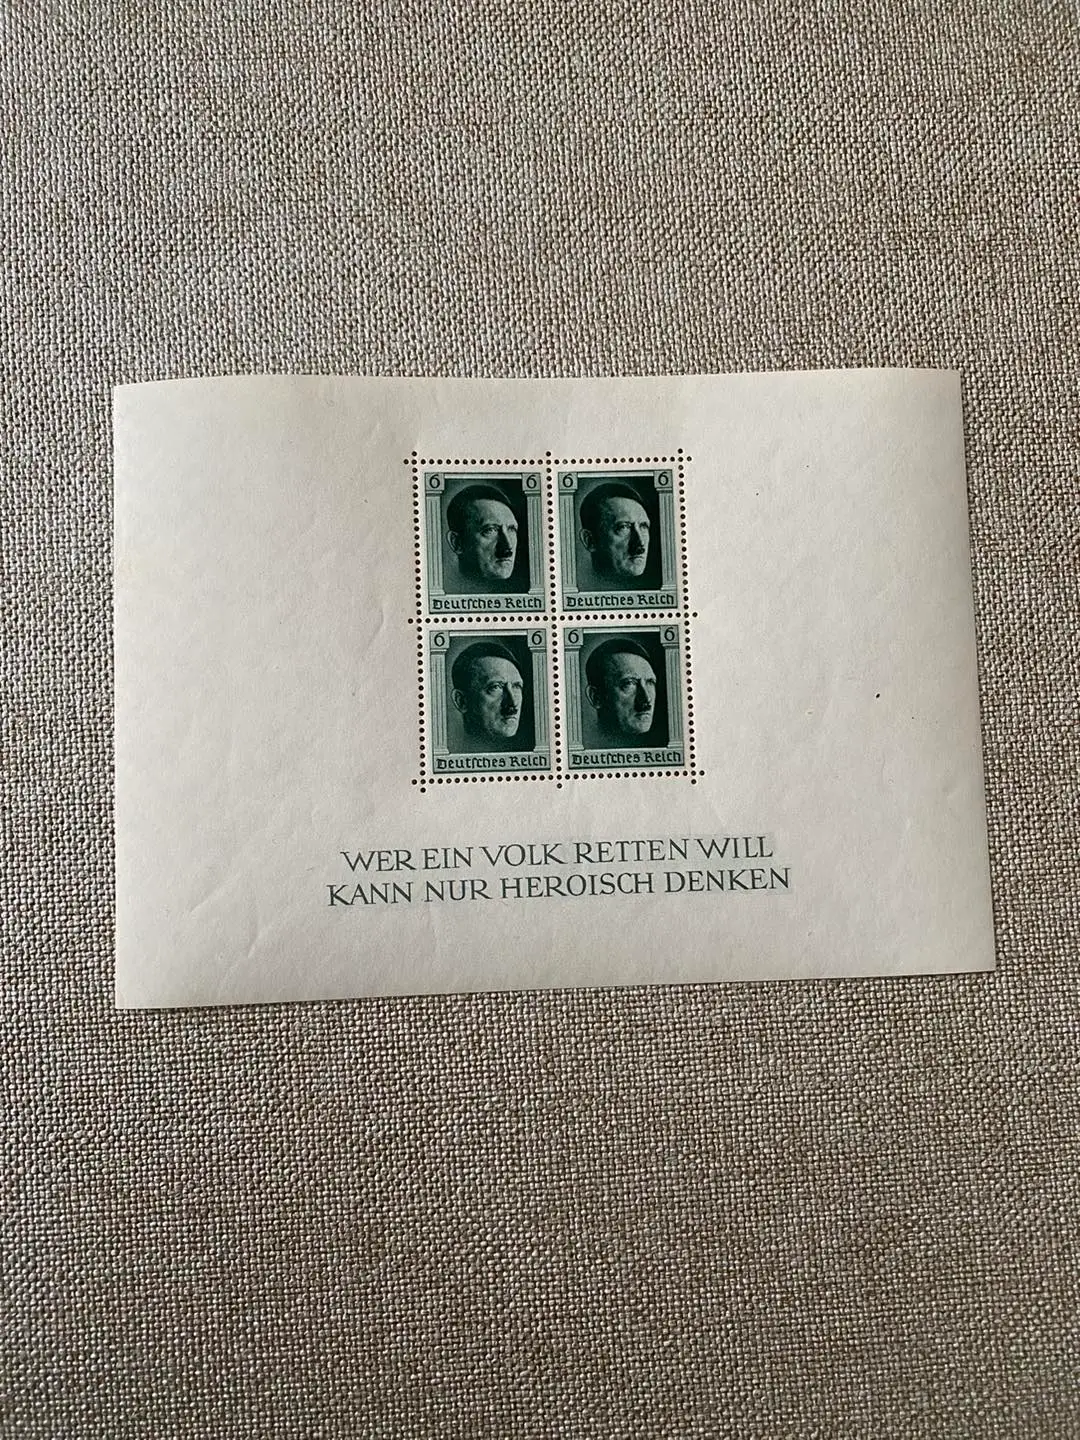 6 6 6 6
Deutsches Reich Deutsches Reich
6 6 6 6
Deutsches Reich Deutsches Reich
WER EIN VOLK RETTEN WILL
KANN NUR HEROISCH DENKEN